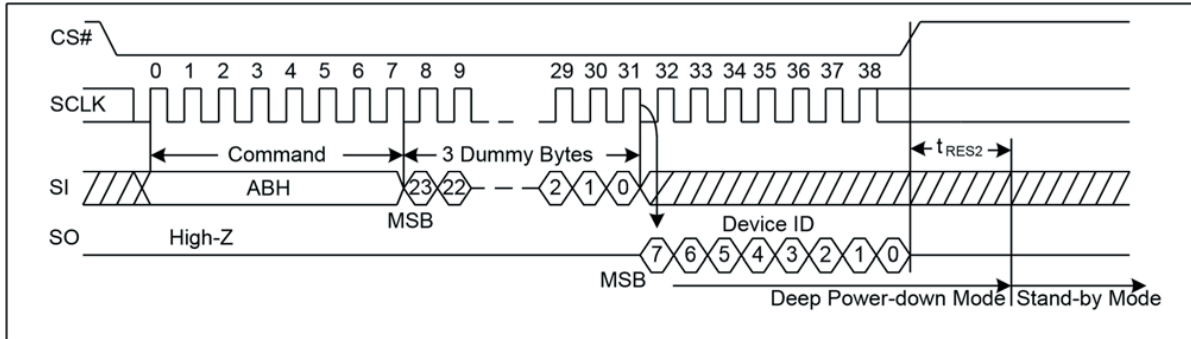 CS#
0 1 2 3 4 5 6 7 8 9 29 30 31 32 33 34 35 36 37 38
SCLK
Command 3 Dummy Bytes tRES2
SI ABH 23 22 2 1 0
MSB Device ID
SO High-Z
7 6 5 4 3 2 1 0
MSB
Deep Power-down Mode Stand-by Mode